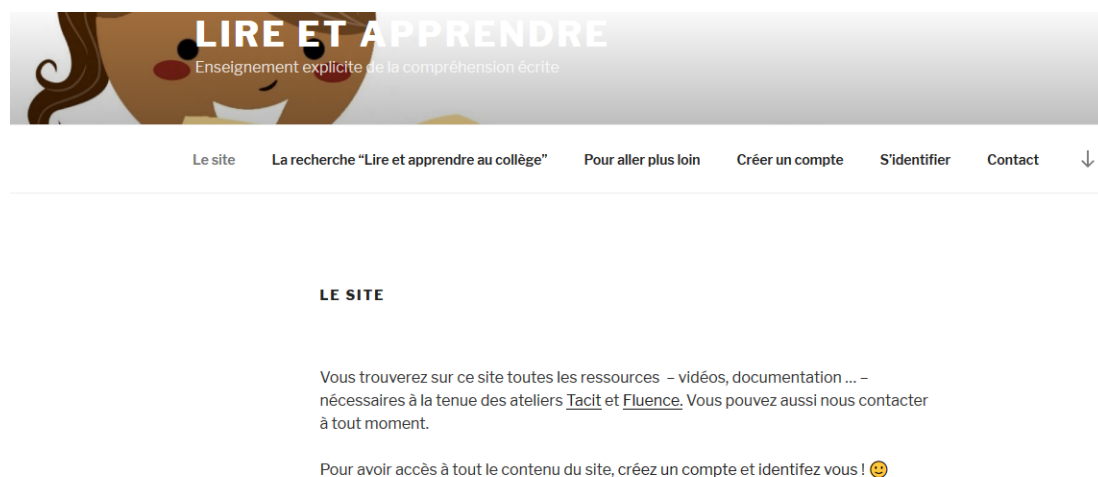 LIRE ET APPRENDRE
Enseignement explicite de la compréhension écrite
Le site La recherche “Lire et apprendre au collège” Pour aller plus loin Créer un compte S'identifier Contact
LE SITE
Vous trouverez sur ce site toutes les ressources – vidéos, documentation … –
nécessaires à la tenue des ateliers Tacit et Fluence. Vous pouvez aussi nous contacter
à tout moment.
Pour avoir accès à tout le contenu du site, créez un compte et identifez vous ! 🙂